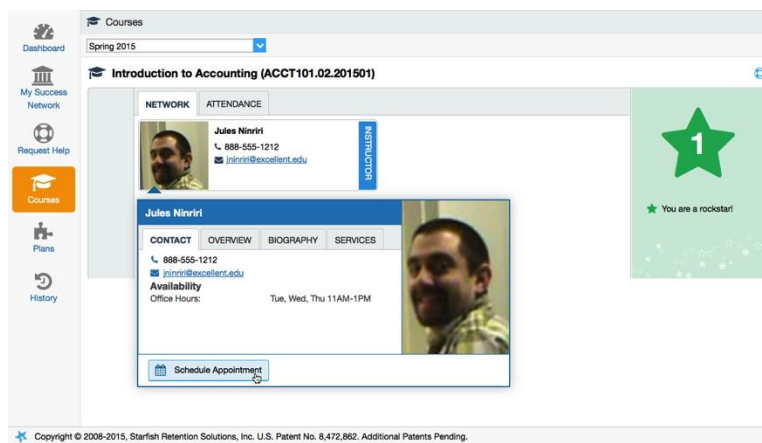 Dashboard
My Success
Network
Request Help
Courses
Plans
History
Courses
Spring 2015
Introduction to Accounting (ACCT101.02.201501)
NETWORK ATTENDANCE
Jules Ninriri
888-555-1212
jninriri@excellent.edu
INSTRUCTOR
1
You are a rockstar!
Jules Ninriri
CONTACT OVERVIEW BIOGRAPHY SERVICES
888-555-1212
jninriri@excellent.edu
Availability
Office Hours: Tue, Wed, Thu 11AM-1PM
Schedule Appointment
Copyright © 2008-2015, Starfish Retention Solutions, Inc. U.S. Patent No. 8,472,862. Additional Patents Pending.